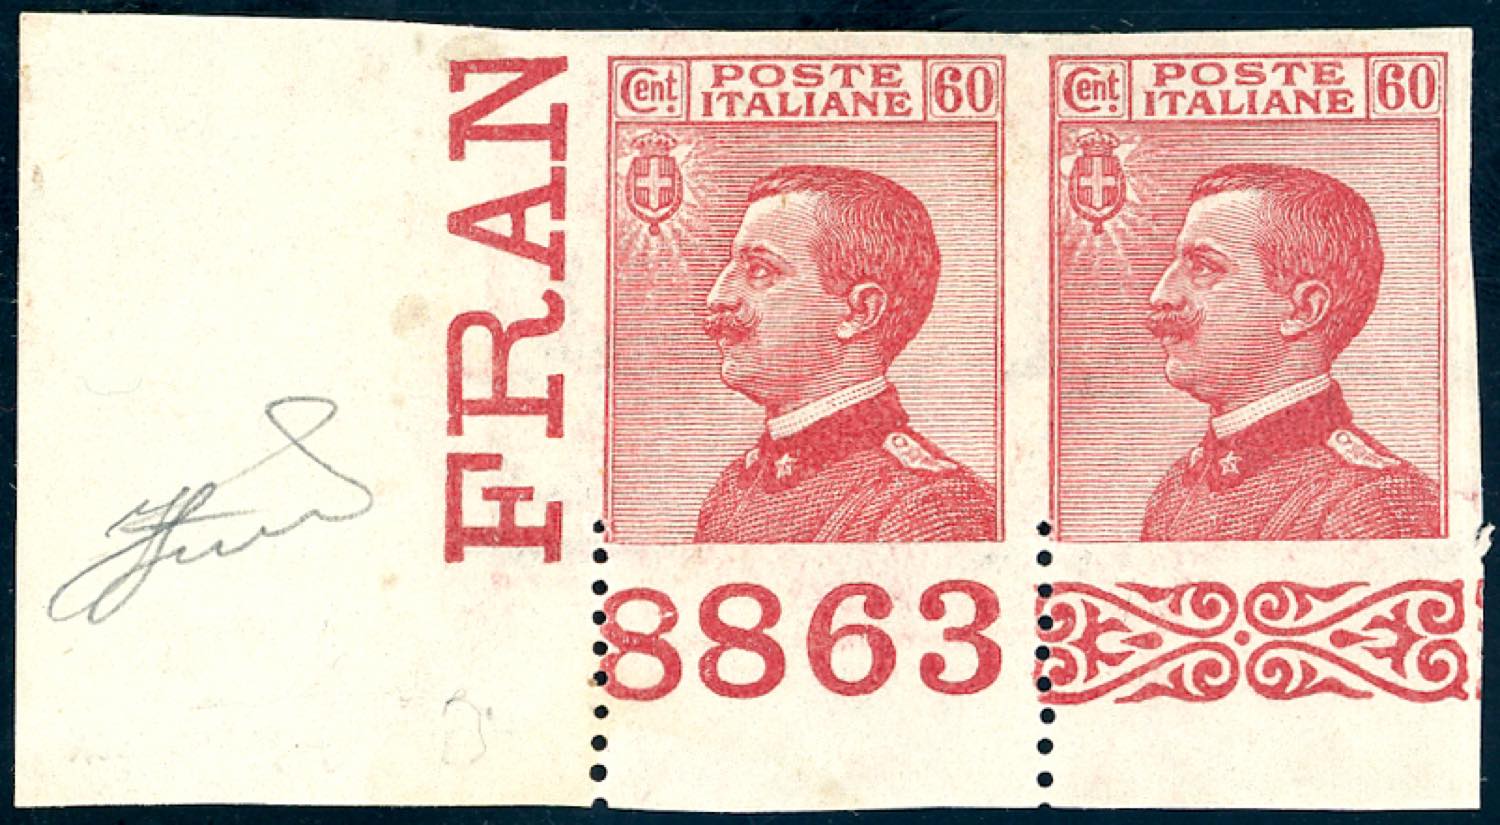 Cent. POSTE ITALIANE 60
Cent. POSTE ITALIANE 60
FRAN
8863